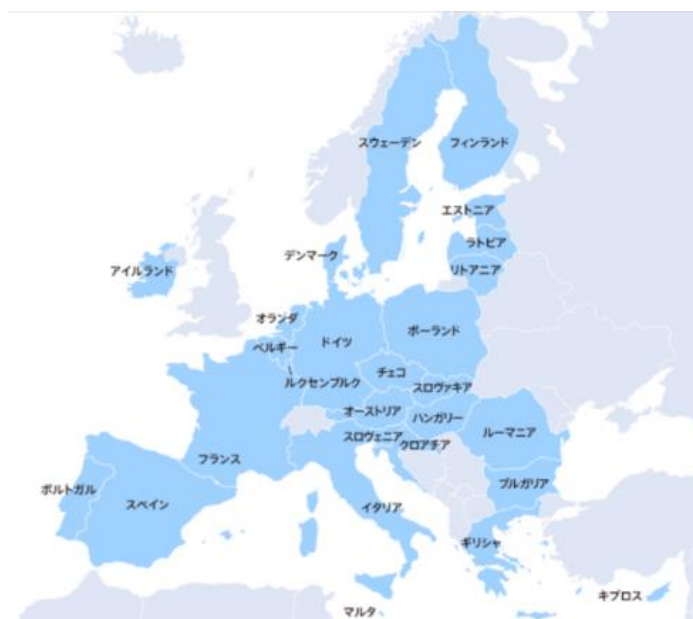 スウェーデン
フィンランド
エストニア
ラトビア
リトアニア
デンマーク
アイルランド
オランダ
ベルギー
ドイツ
ポーランド
ルクセンブルク
チェコ
スロヴァキア
オーストリア
ハンガリー
ルーマニア
スロヴェニア
クロアチア
フランス
ブルガリア
ポルトガル
スペイン
イタリア
ギリシャ
キプロス
マルタ